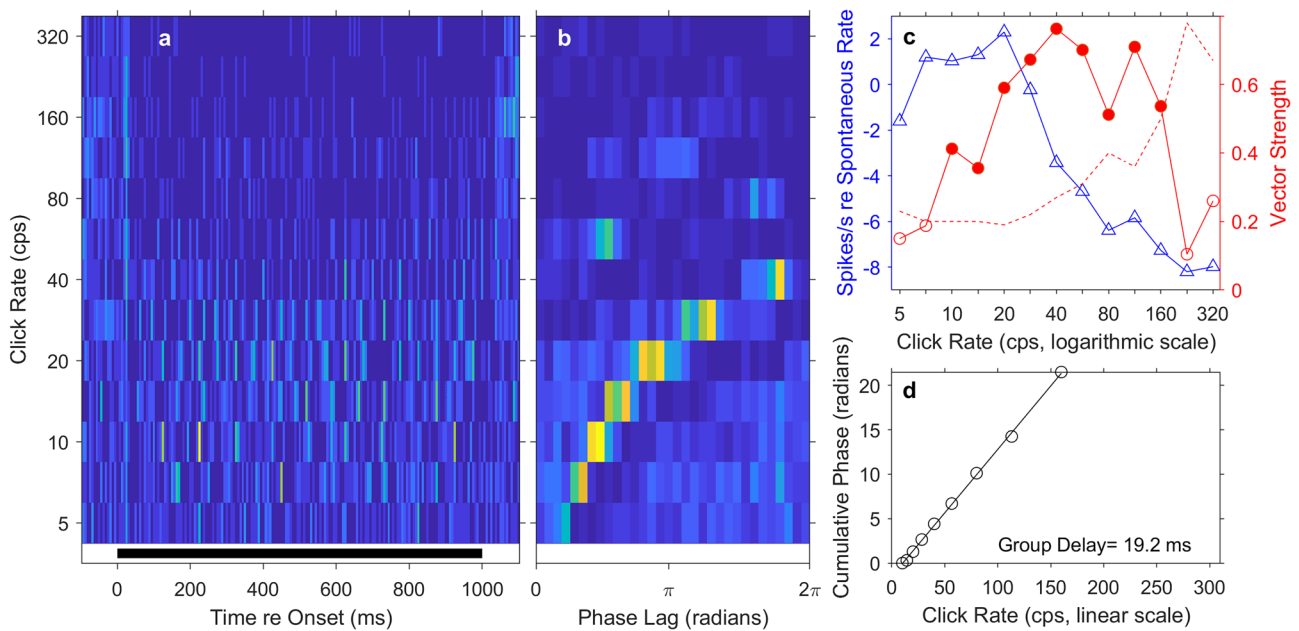 a
320
160
80
40
20
10
5
Click Rate (cps)
0
200
400
600
800
1000
Time re Onset (ms)
b
0
π
2π
Phase Lag (radians)
c
2
0
-2
-4
-6
-8
Spikes/s re Spontaneous Rate
0.6
0.4
0.2
0
Vector Strength
5
10
20
40
80
160
320
Click Rate (cps, logarithmic scale)
d
20
15
10
5
0
Cumulative Phase (radians)
Group Delay= 19.2 ms
0
50
100
150
200
250
300
Click Rate (cps, linear scale)